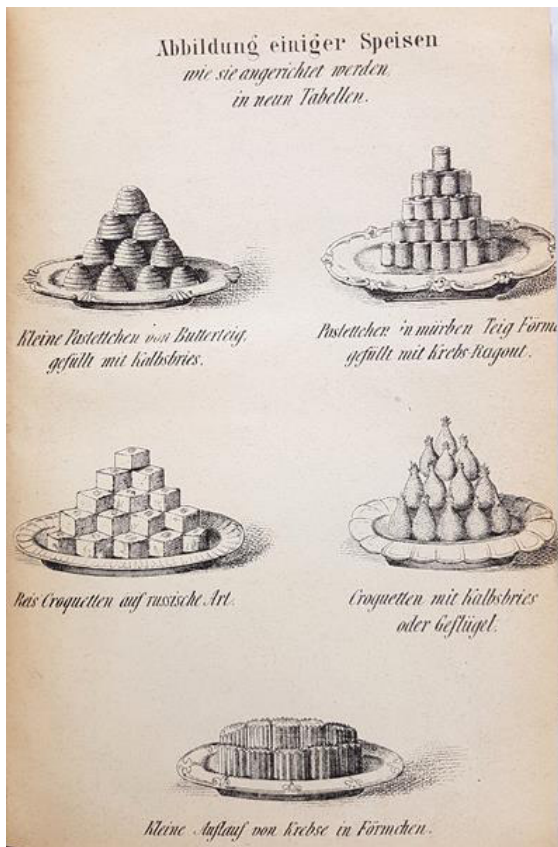 Abbildung einiger Speisen
wie sie angerichtet werden,
in neun Tabellen.
Kleine Pastettchen von Butterteig,
gefüllt mit Kalbsbries.
Pastettchen in mürben Teig Förm
gefüllt mit Krebs-Ragout.
Reis Croquetten auf russische Art.
Croquetten mit Kalbsbries
oder Geflügel.
Kleine Auflauf von Krebse in Förmchen.